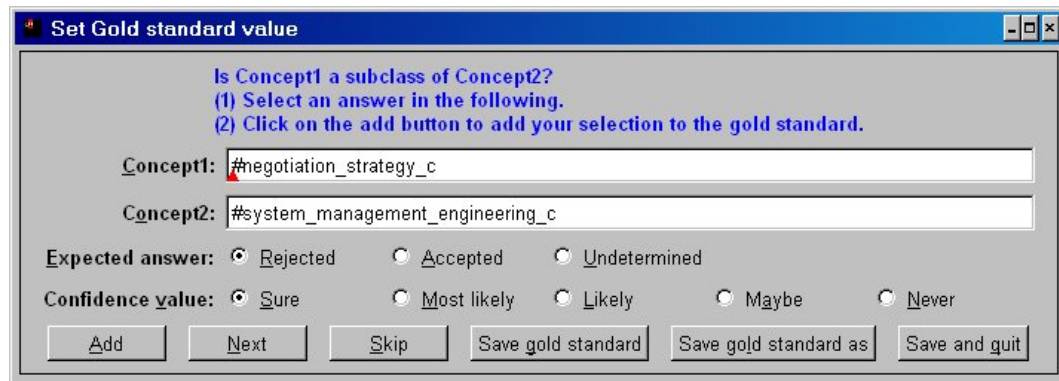 Set Gold standard value
Is Concept1 a subclass of Concept2?
(1) Select an answer in the following.
(2) Click on the add button to add your selection to the gold standard.
Concept1: #negotiation_strategy_c
Concept2: #system_management_engineering_c
Expected answer: Rejected Accepted Undetermined
Confidence value: Sure Most likely Likely Maybe Never
Add Next Skip Save gold standard Save gold standard as Save and quit